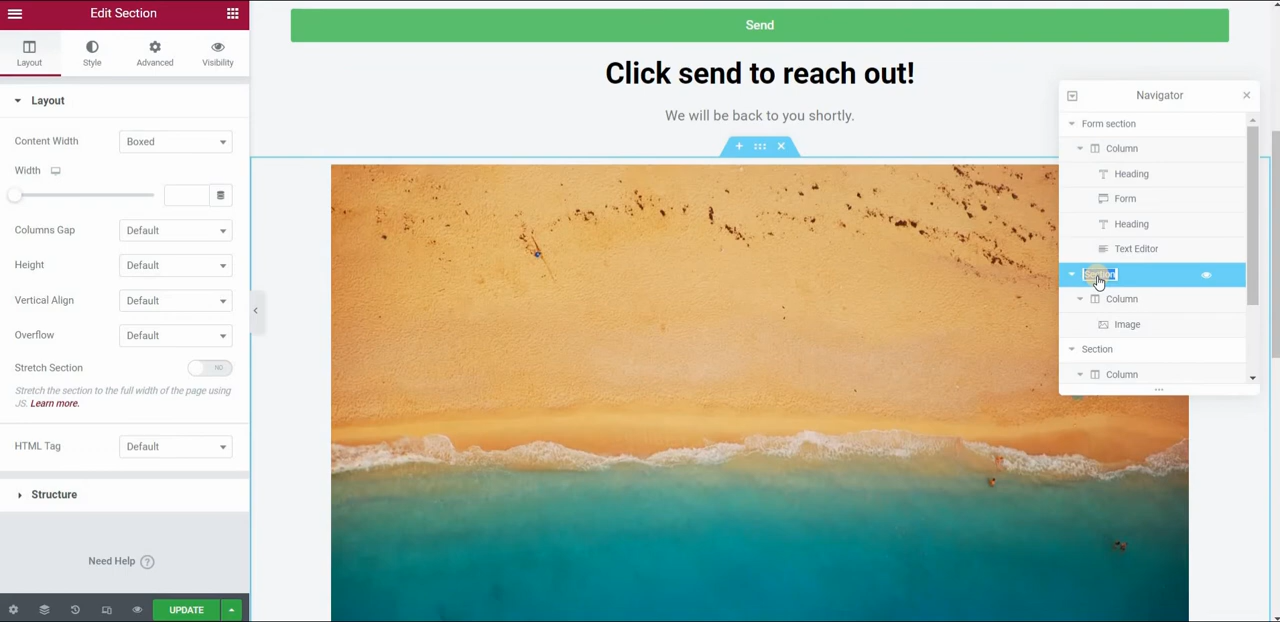 Edit Section
Layout
Style
Advanced
Visibility
Layout
Content Width
Boxed
Width
Columns Gap
Default
Height
Default
Vertical Align
Default
Overflow
Default
Stretch Section
NO
Stretch the section to the full width of the page using
JS. Learn more.
HTML Tag
Default
Structure
Need Help ?
UPDATE
Send
Click send to reach out!
We will be back to you shortly.
Navigator
Form section
Column
Heading
Form
Heading
Text Editor
Section
Column
Image
Section
Column